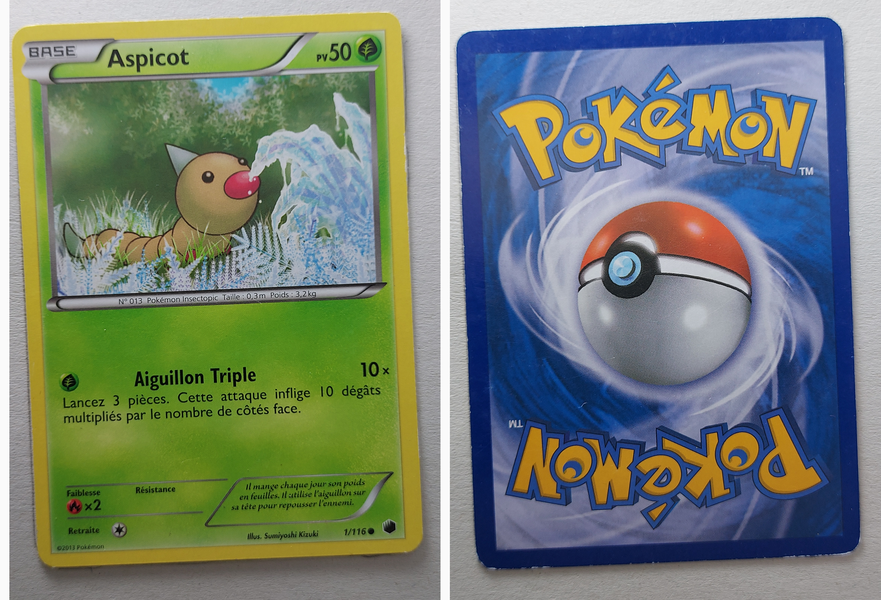 BASE
Aspicot
PV50
N° 013 Pokémon Insectopic Taille : 0,3m Poids : 3,2kg
Aiguillon Triple 10×
Lancez 3 pièces. Cette attaque inflige 10 dégâts
multipliés par le nombre de côtés face.
Faiblesse
×2
Résistance
Retraite
Il mange chaque jour son poids
en feuilles. Il utilise l'aiguillon sur
sa tête pour repousser l'ennemi.
©2013 Pokémon
Illus. Sumiyoshi Kizuki
1/116
POKéMON
TM
POKéMON
TM